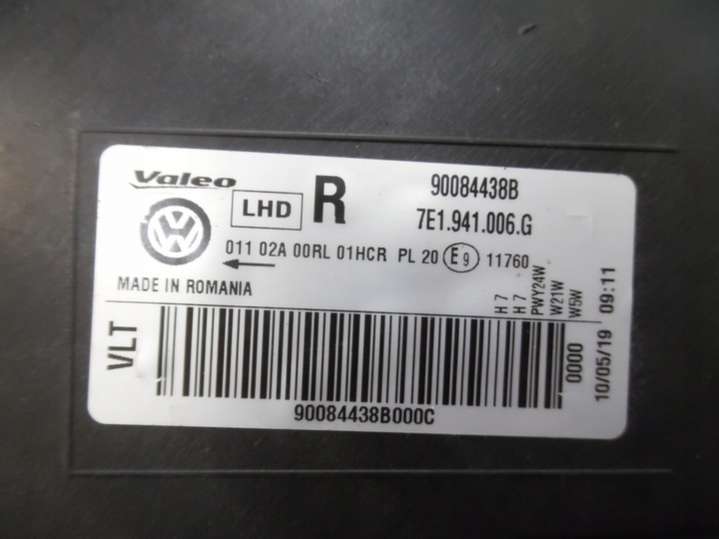 Valeo
LHD R
90084438B
7E1.941.006.G
011 02A 00RL 01HCR PL 20 E9 11760
MADE IN ROMANIA
VLT
H7
H7
PWY24W
W21W
W5W
0000
10/05/19 09:11
90084438B000C